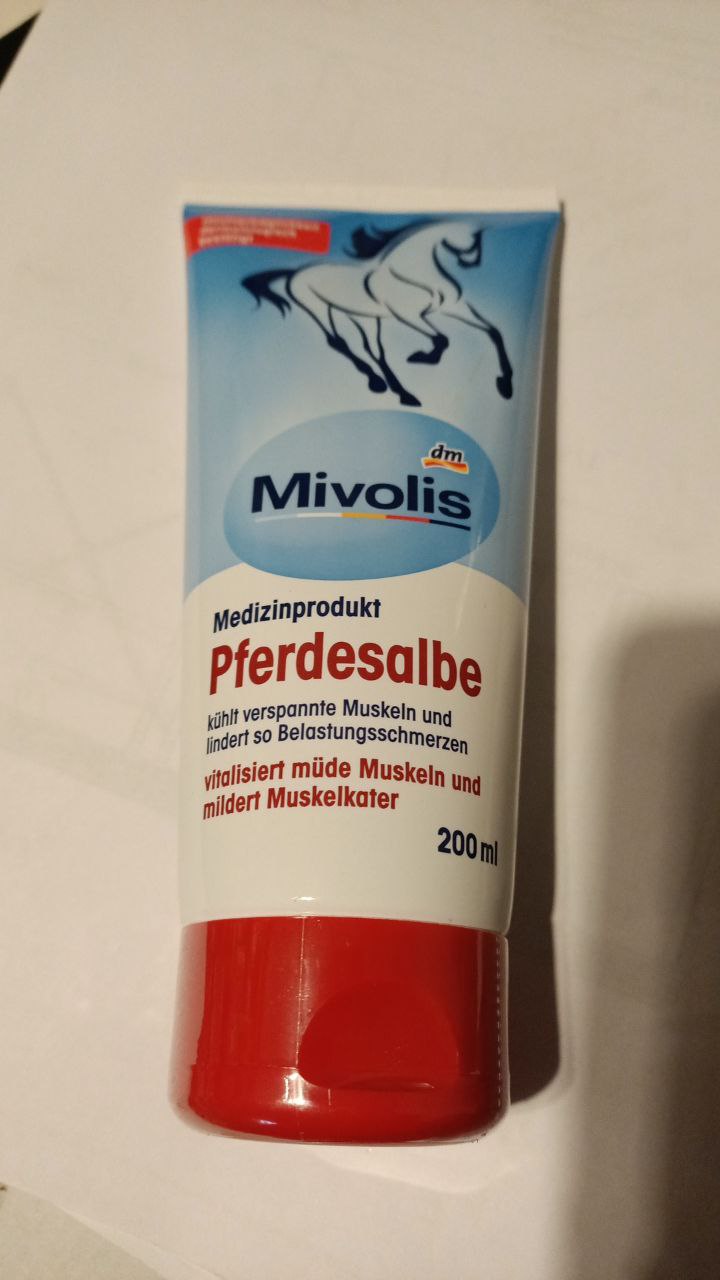 dm
Mivolis
Medizinprodukt
Pferdesalbe
kühlt verspannte Muskeln und
lindert so Belastungsschmerzen
vitalisiert müde Muskeln und
mildert Muskelkater
200 ml